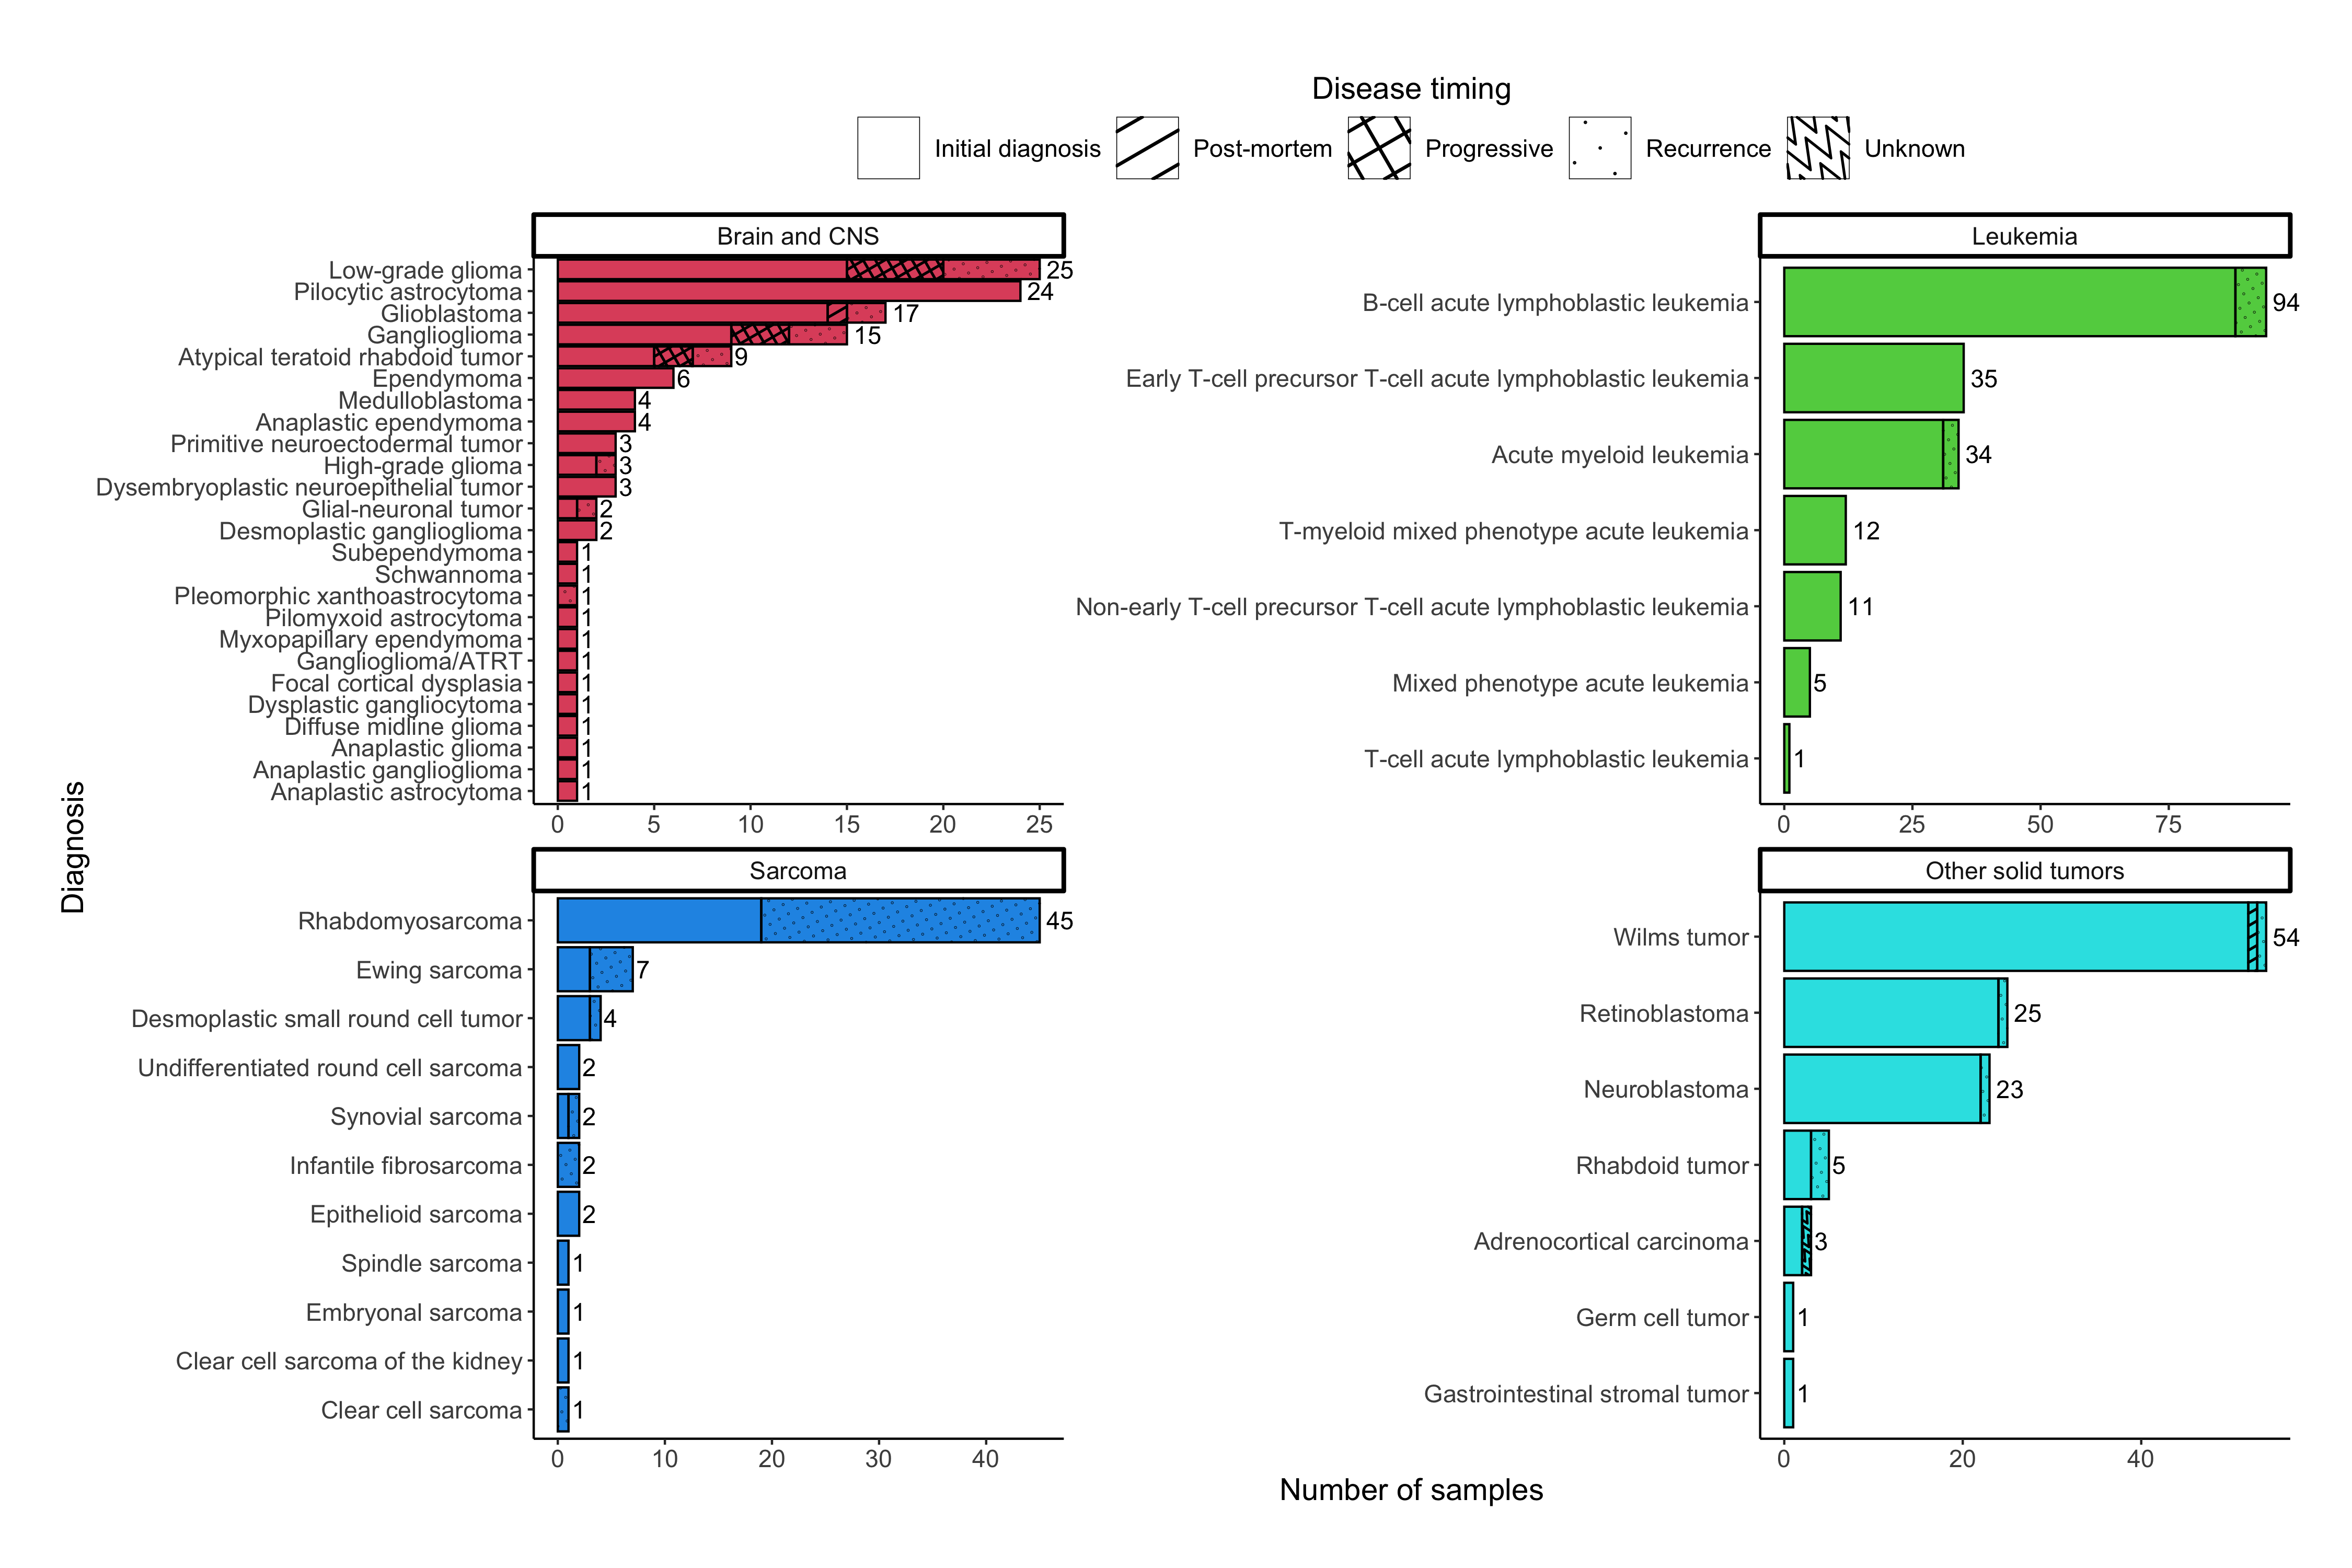 Disease timing
Initial diagnosis
Post-mortem
Progressive
Recurrence
Unknown
Diagnosis
Brain and CNS
Low-grade glioma 25
Pilocytic astrocytoma 24
Glioblastoma 17
Ganglioglioma 15
Atypical teratoid rhabdoid tumor 9
Ependymoma 6
Medulloblastoma 4
Anaplastic ependymoma 4
Primitive neuroectodermal tumor 3
High-grade glioma 3
Dysembryoplastic neuroepithelial tumor 3
Glial-neuronal tumor 2
Desmoplastic ganglioglioma 2
Subependymoma 1
Schwannoma 1
Pleomorphic xanthoastrocytoma 1
Pilomyxoid astrocytoma 1
Myxopapillary ependymoma 1
Ganglioglioma/ATRT 1
Focal cortical dysplasia 1
Dysplastic gangliocytoma 1
Diffuse midline glioma 1
Anaplastic glioma 1
Anaplastic ganglioglioma 1
Anaplastic astrocytoma 1
0 5 10 15 20 25
Leukemia
B-cell acute lymphoblastic leukemia 94
Early T-cell precursor T-cell acute lymphoblastic leukemia 35
Acute myeloid leukemia 34
T-myeloid mixed phenotype acute leukemia 12
Non-early T-cell precursor T-cell acute lymphoblastic leukemia 11
Mixed phenotype acute leukemia 5
T-cell acute lymphoblastic leukemia 1
0 25 50 75
Sarcoma
Rhabdomyosarcoma 45
Ewing sarcoma 7
Desmoplastic small round cell tumor 4
Undifferentiated round cell sarcoma 2
Synovial sarcoma 2
Infantile fibrosarcoma 2
Epithelioid sarcoma 2
Spindle sarcoma 1
Embryonal sarcoma 1
Clear cell sarcoma of the kidney 1
Clear cell sarcoma 1
0 10 20 30 40
Other solid tumors
Wilms tumor 54
Retinoblastoma 25
Neuroblastoma 23
Rhabdoid tumor 5
Adrenocortical carcinoma 3
Germ cell tumor 1
Gastrointestinal stromal tumor 1
0 20 40
Number of samples